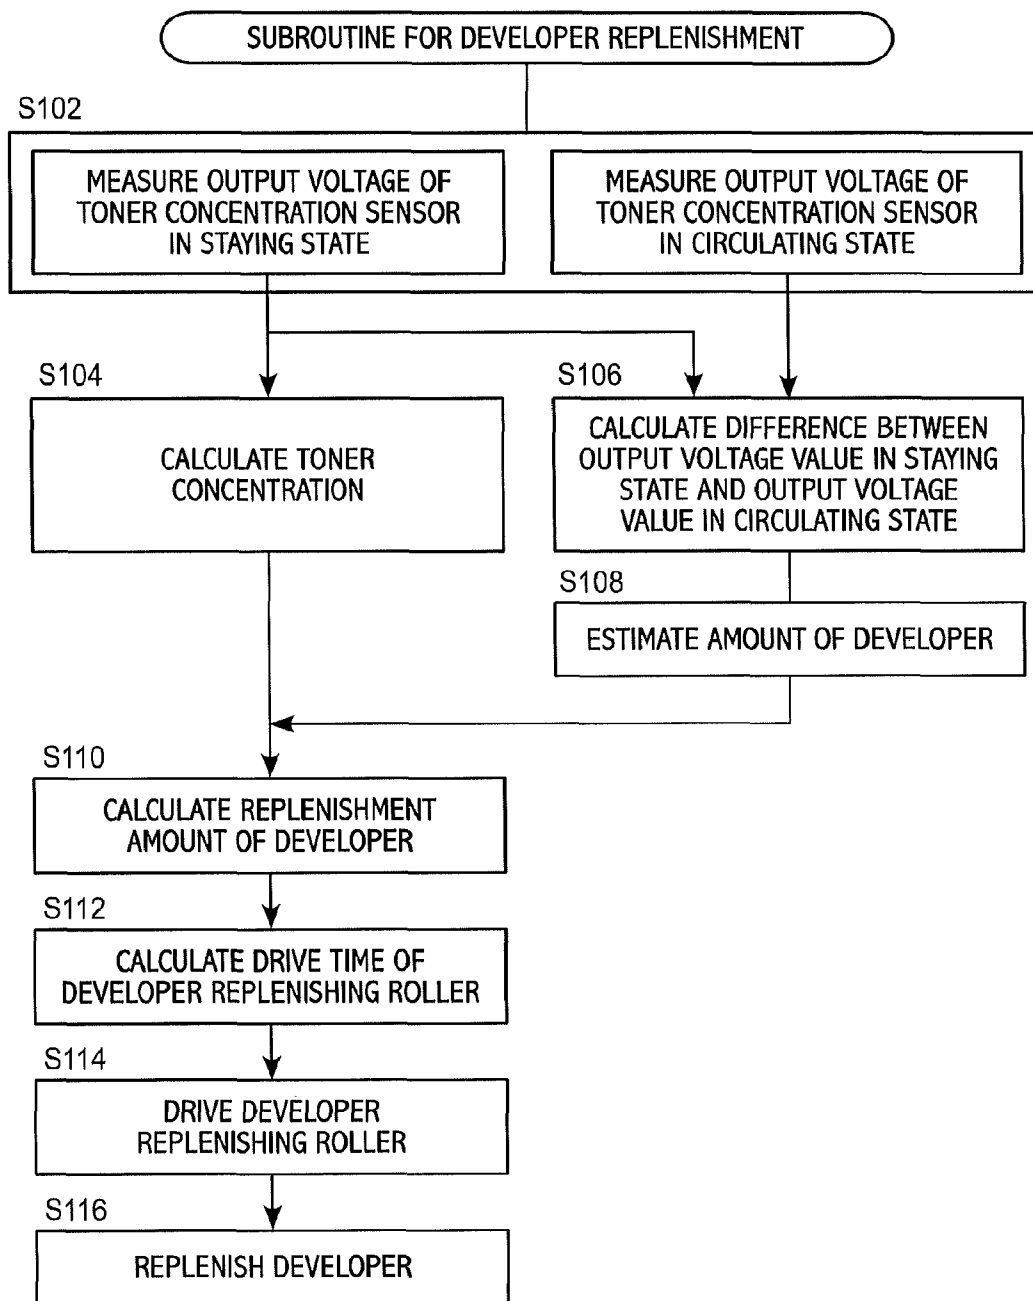 SUBROUTINE FOR DEVELOPER REPLENISHMENT
S102
MEASURE OUTPUT VOLTAGE OF
TONER CONCENTRATION SENSOR
IN STAYING STATE
MEASURE OUTPUT VOLTAGE OF
TONER CONCENTRATION SENSOR
IN CIRCULATING STATE
S104
CALCULATE TONER
CONCENTRATION
S106
CALCULATE DIFFERENCE BETWEEN
OUTPUT VOLTAGE VALUE IN STAYING
STATE AND OUTPUT VOLTAGE
VALUE IN CIRCULATING STATE
S108
ESTIMATE AMOUNT OF DEVELOPER
S110
CALCULATE REPLENISHMENT
AMOUNT OF DEVELOPER
S112
CALCULATE DRIVE TIME OF
DEVELOPER REPLENISHING ROLLER
S114
DRIVE DEVELOPER
REPLENISHING ROLLER
S116
REPLENISH DEVELOPER